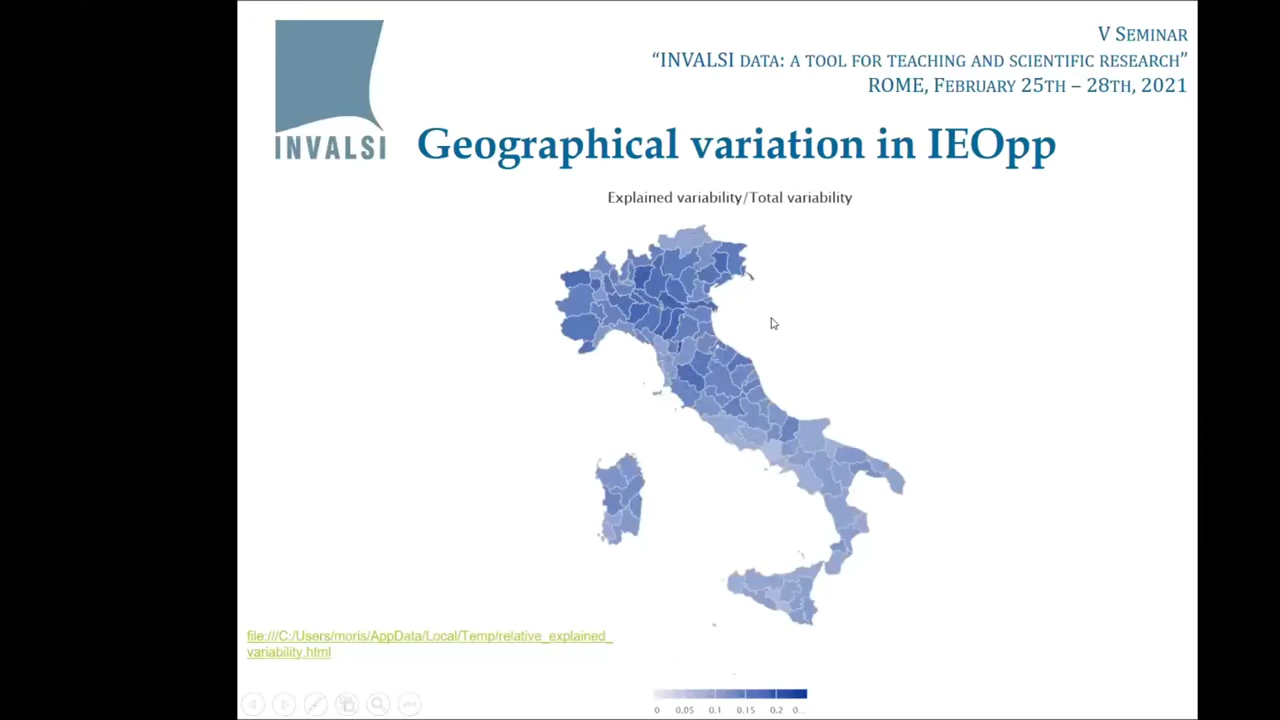 V SEMINAR
“INVALSI DATA: A TOOL FOR TEACHING AND SCIENTIFIC RESEARCH”
ROME, FEBRUARY 25TH – 28TH, 2021
INVALSI
Geographical variation in IEOpp
Explained variability/Total variability
file:///C:/Users/moris/AppData/Local/Temp/relative_explained_
variability.html
0 0.05 0.1 0.15 0.2 0...